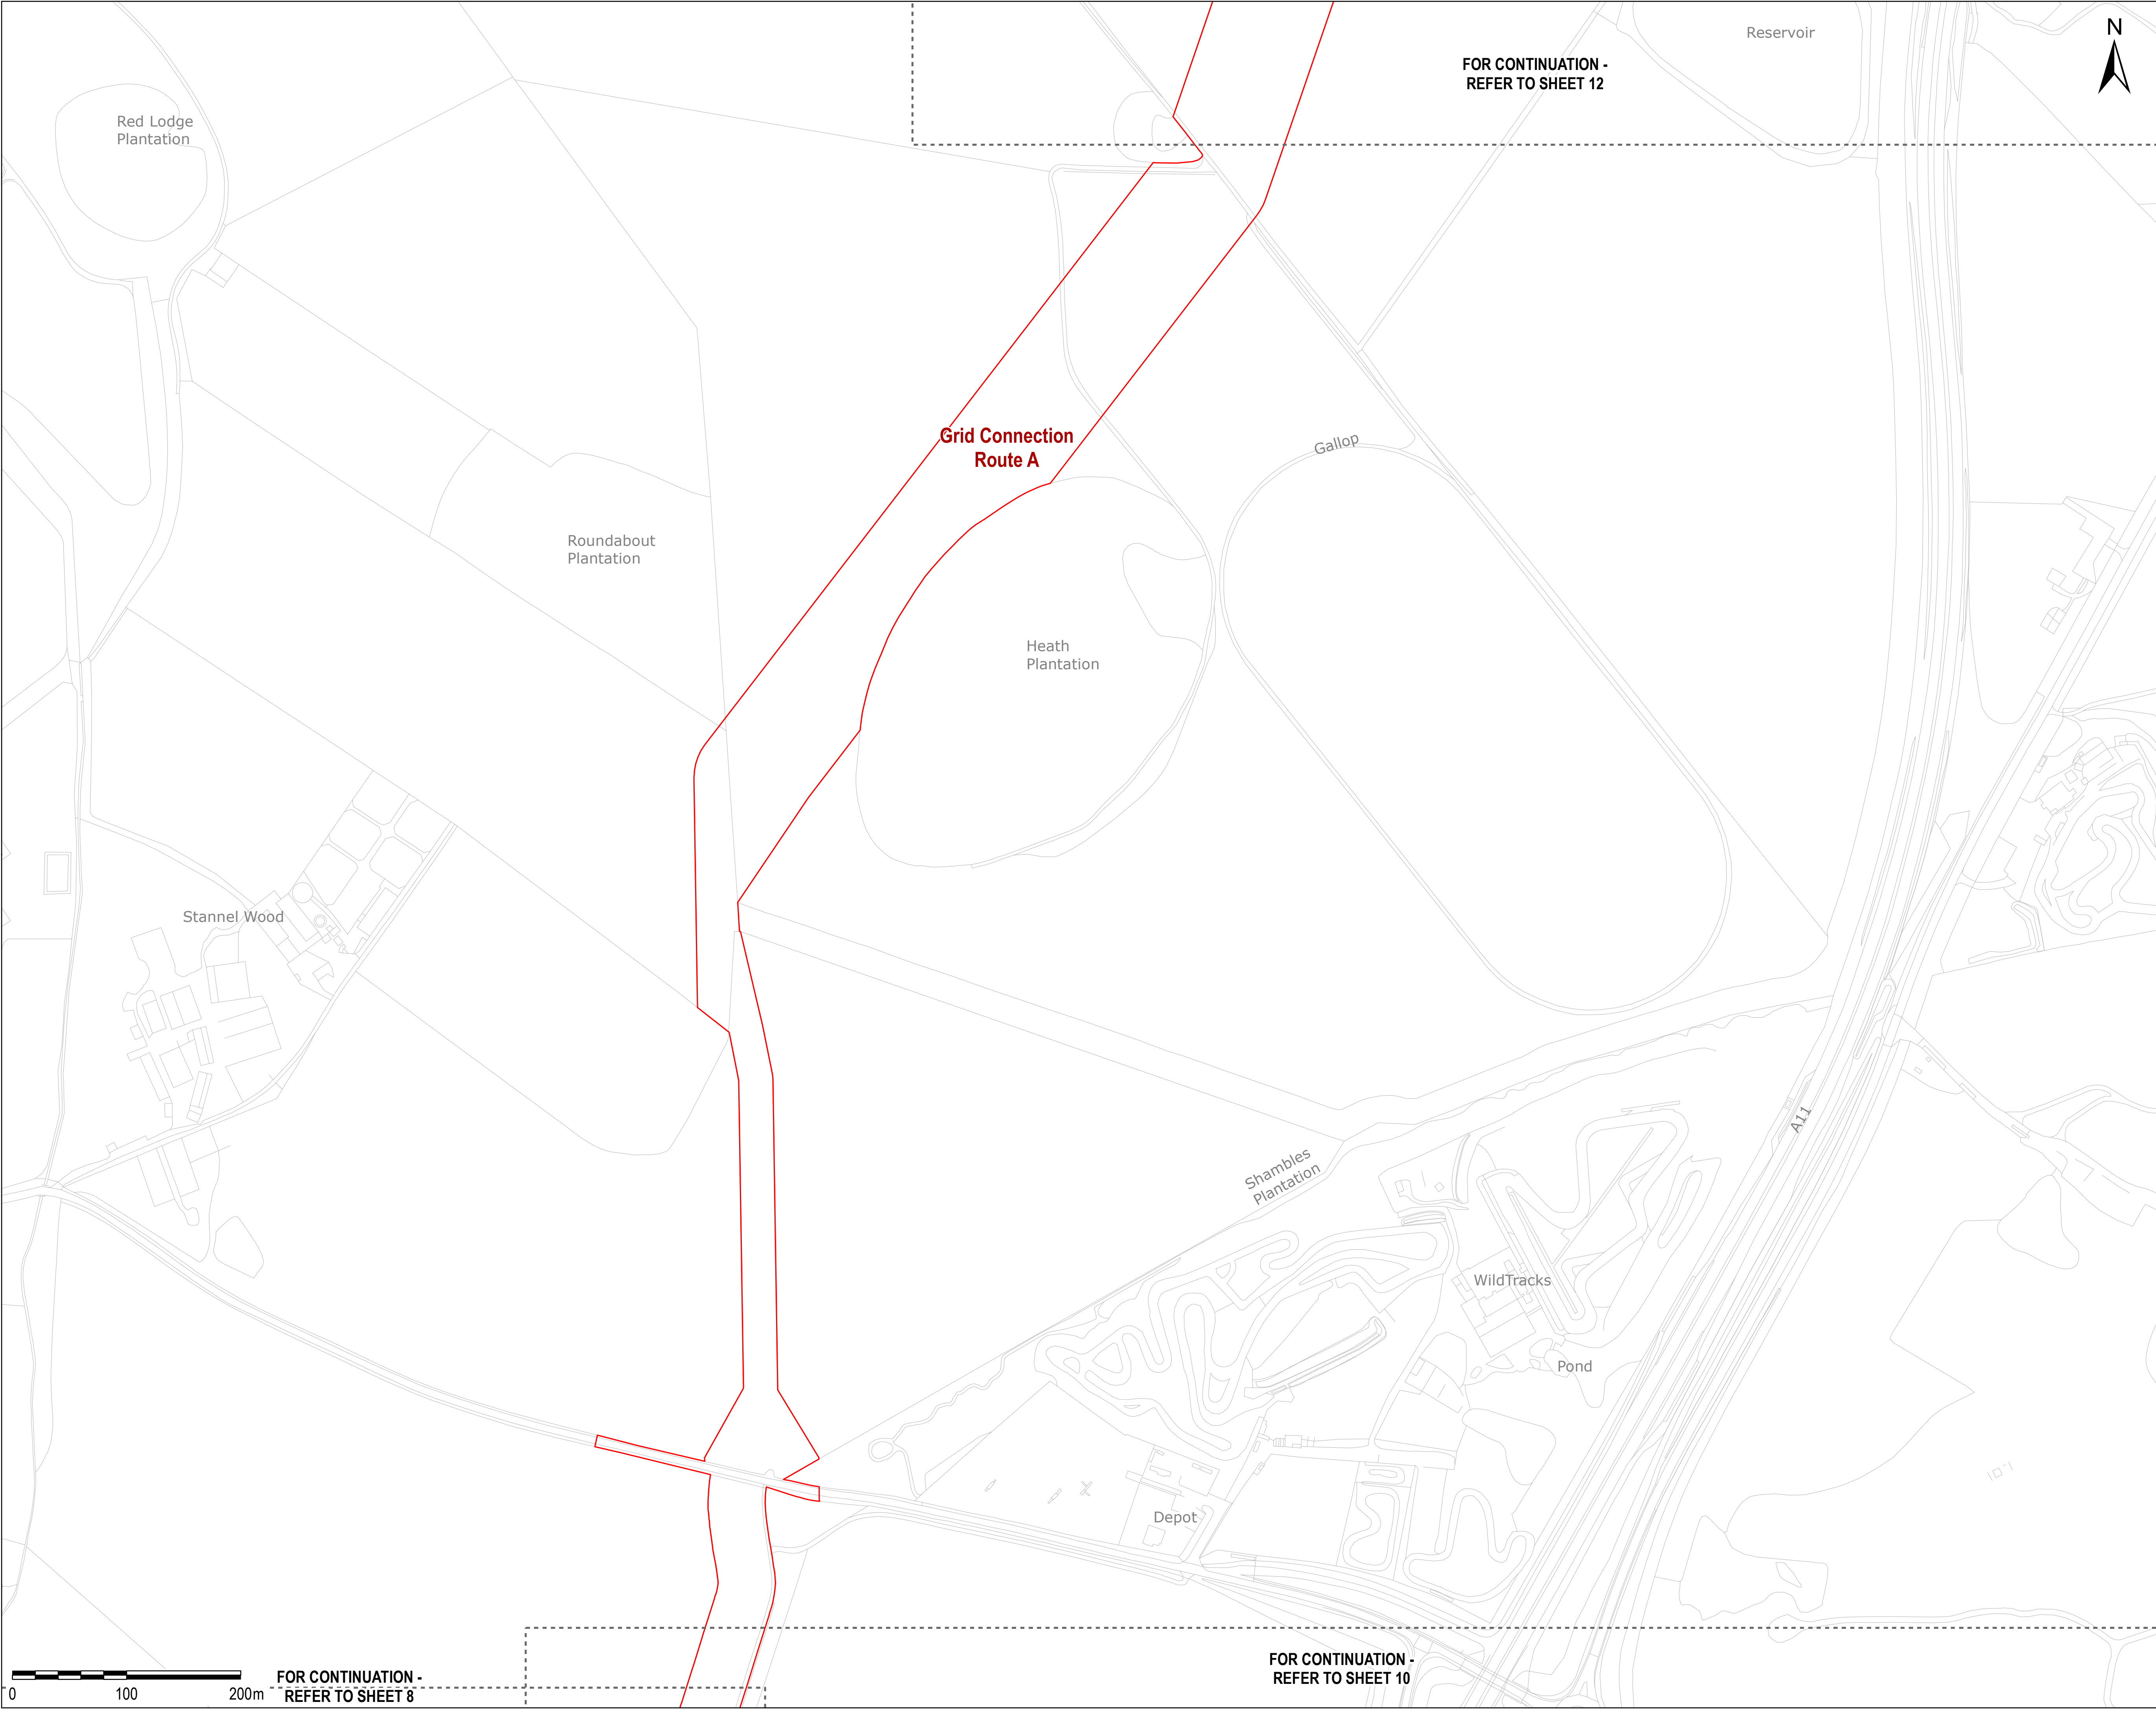 Reservoir
N
FOR CONTINUATION -
REFER TO SHEET 12
Red Lodge
Plantation
Grid Connection
Route A
Gallop
Roundabout
Plantation
Heath
Plantation
Stannel Wood
A11
Shambles
Plantation
WildTracks
Pond
Depot
FOR CONTINUATION -
REFER TO SHEET 10
FOR CONTINUATION -
REFER TO SHEET 8
0 100 200m